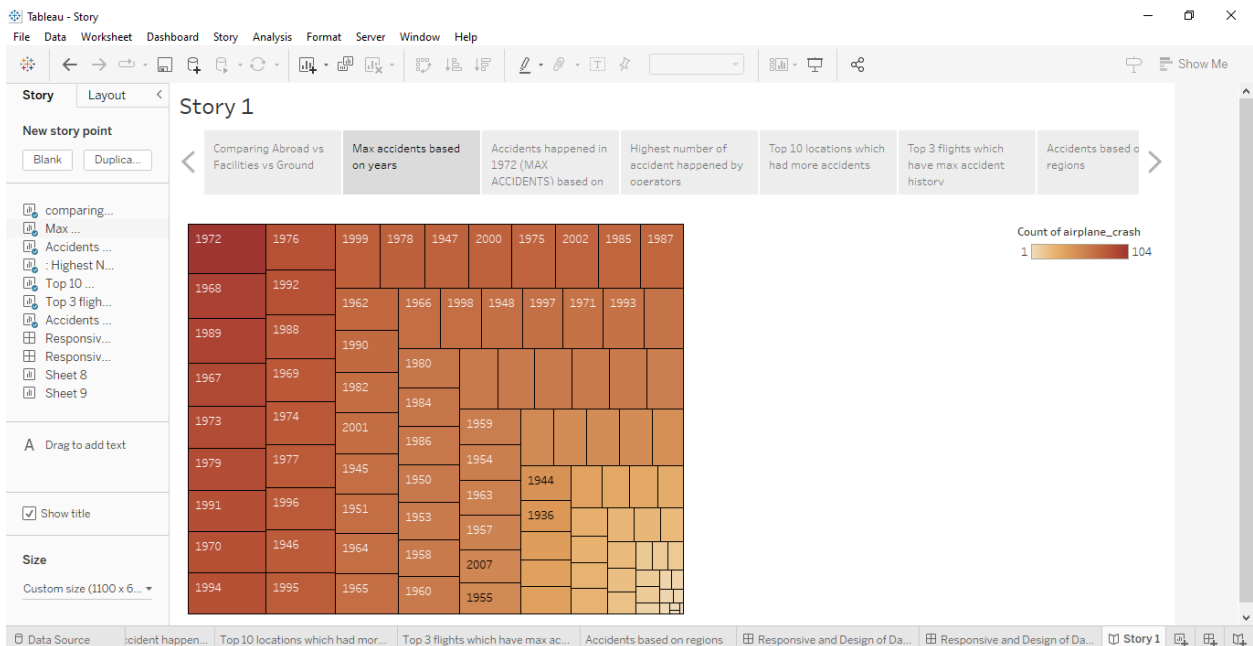 Tableau - Story
File Data Worksheet Dashboard Story Analysis Format Server Window Help
Show Me
Story Layout
New story point
Blank Duplica...
comparing...
Max ...
Accidents ...
: Highest N...
Top 10 ...
Top 3 fligh...
Accidents ...
Responsiv...
Responsiv...
Sheet 8
Sheet 9
A Drag to add text
Show title
Size
Custom size (1100 x 6...
Story 1
Comparing Abroad vs
Facilities vs Ground
Max accidents based
on years
Accidents happened in
1972 (MAX
ACCIDENTS) based on
Highest number of
accident happened by
operators
Top 10 locations which
had more accidents
Top 3 flights which
have max accident
history
Accidents based o
regions
1972
1968
1989
1967
1973
1979
1991
1970
1994
1976
1992
1988
1969
1974
1977
1996
1946
1995
1999 1978 1947 2000 1975 2002 1985 1987
1962
1990
1982
2001
1945
1951
1964
1965
1966 1998 1948 1997 1971 1993
1980
1984
1986
1950
1953
1958
1960
1959
1954
1963
1957
2007
1955
1944
1936
Count of airplane_crash
1 104
Data Source
ccident happen...
Top 10 locations which had mor...
Top 3 flights which have max ac...
Accidents based on regions
Responsive and Design of Da...
Responsive and Design of Da...
Story 1